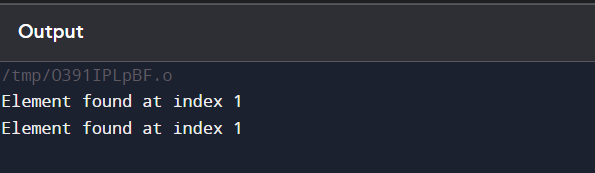 Output
/tmp/O391IPLpBF.o
Element found at index 1
Element found at index 1